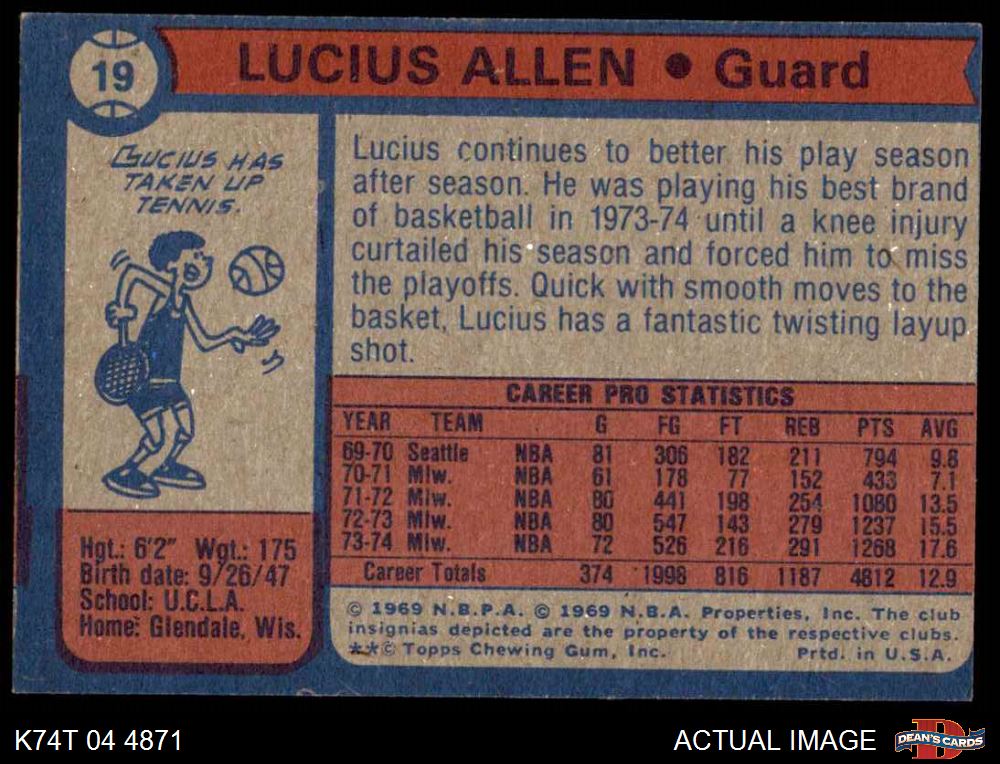 19
LUCIUS ALLEN • Guard
LUCIUS HAS
TAKEN UP
TENNIS.
Lucius continues to better his play season
after season. He was playing his best brand
of basketball in 1973-74 until a knee injury
curtailed his season and forced him to miss
the playoffs. Quick with smooth moves to the
basket, Lucius has a fantastic twisting layup
shot.
CAREER PRO STATISTICS
YEAR TEAM G FG FT REB PTS AVG
69-70 Seattle NBA 81 306 182 211 794 9.8
70-71 Mlw. NBA 61 178 77 152 433 7.1
71-72 Mlw. NBA 80 441 198 254 1080 13.5
72-73 Mlw. NBA 80 547 143 279 1237 15.5
73-74 Mlw. NBA 72 526 216 291 1268 17.6
Career Totals 374 1998 816 1187 4812 12.9
Hgt.: 6'2" Wgt.: 175
Birth date: 9/26/47
School: U.C.L.A.
Home: Glendale, Wis.
© 1969 N.B.P.A. © 1969 N.B.A. Properties, Inc. The club
insignias depicted are the property of the respective clubs.
**© Topps Chewing Gum, Inc. Prtd. in U.S.A.
K74T 04 4871
ACTUAL IMAGE
D
DEAN'S CARDS